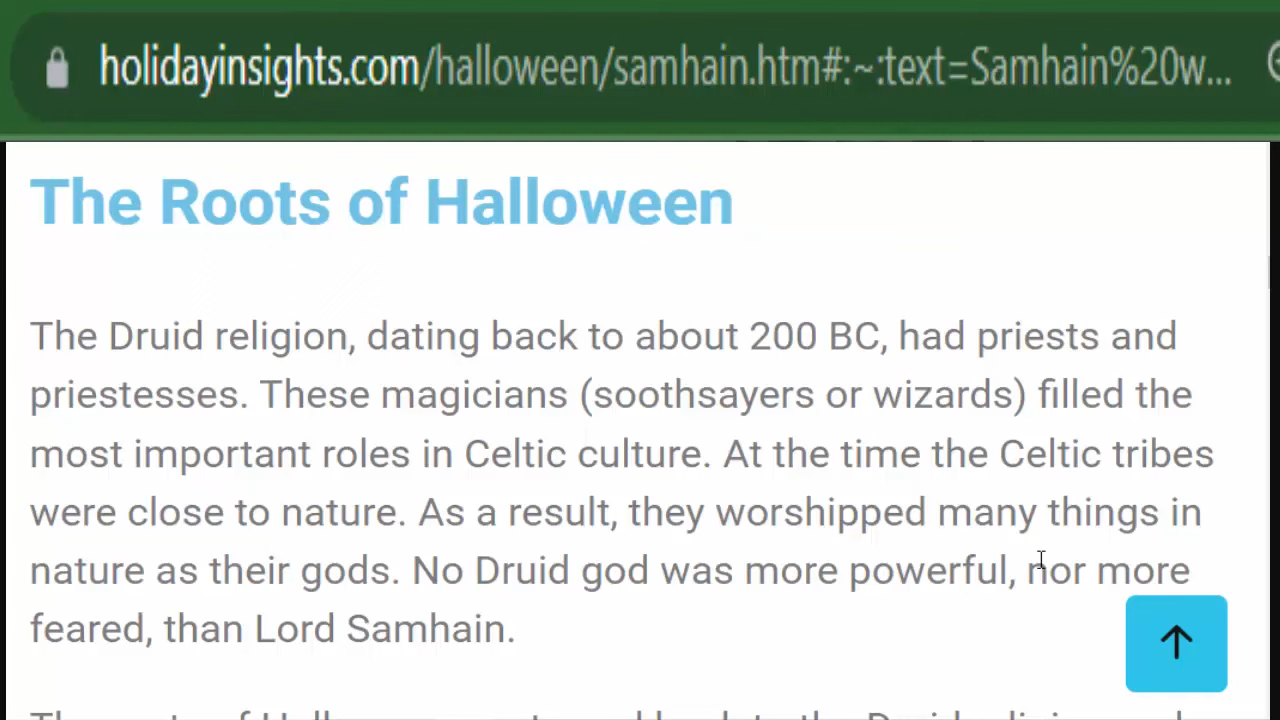 holidayinsights.com/halloween/samhain.htm#:~:text=Samhain%20w...
The Roots of Halloween
The Druid religion, dating back to about 200 BC, had priests and
priestesses. These magicians (soothsayers or wizards) filled the
most important roles in Celtic culture. At the time the Celtic tribes
were close to nature. As a result, they worshipped many things in
nature as their gods. No Druid god was more powerful, nor more
feared, than Lord Samhain.